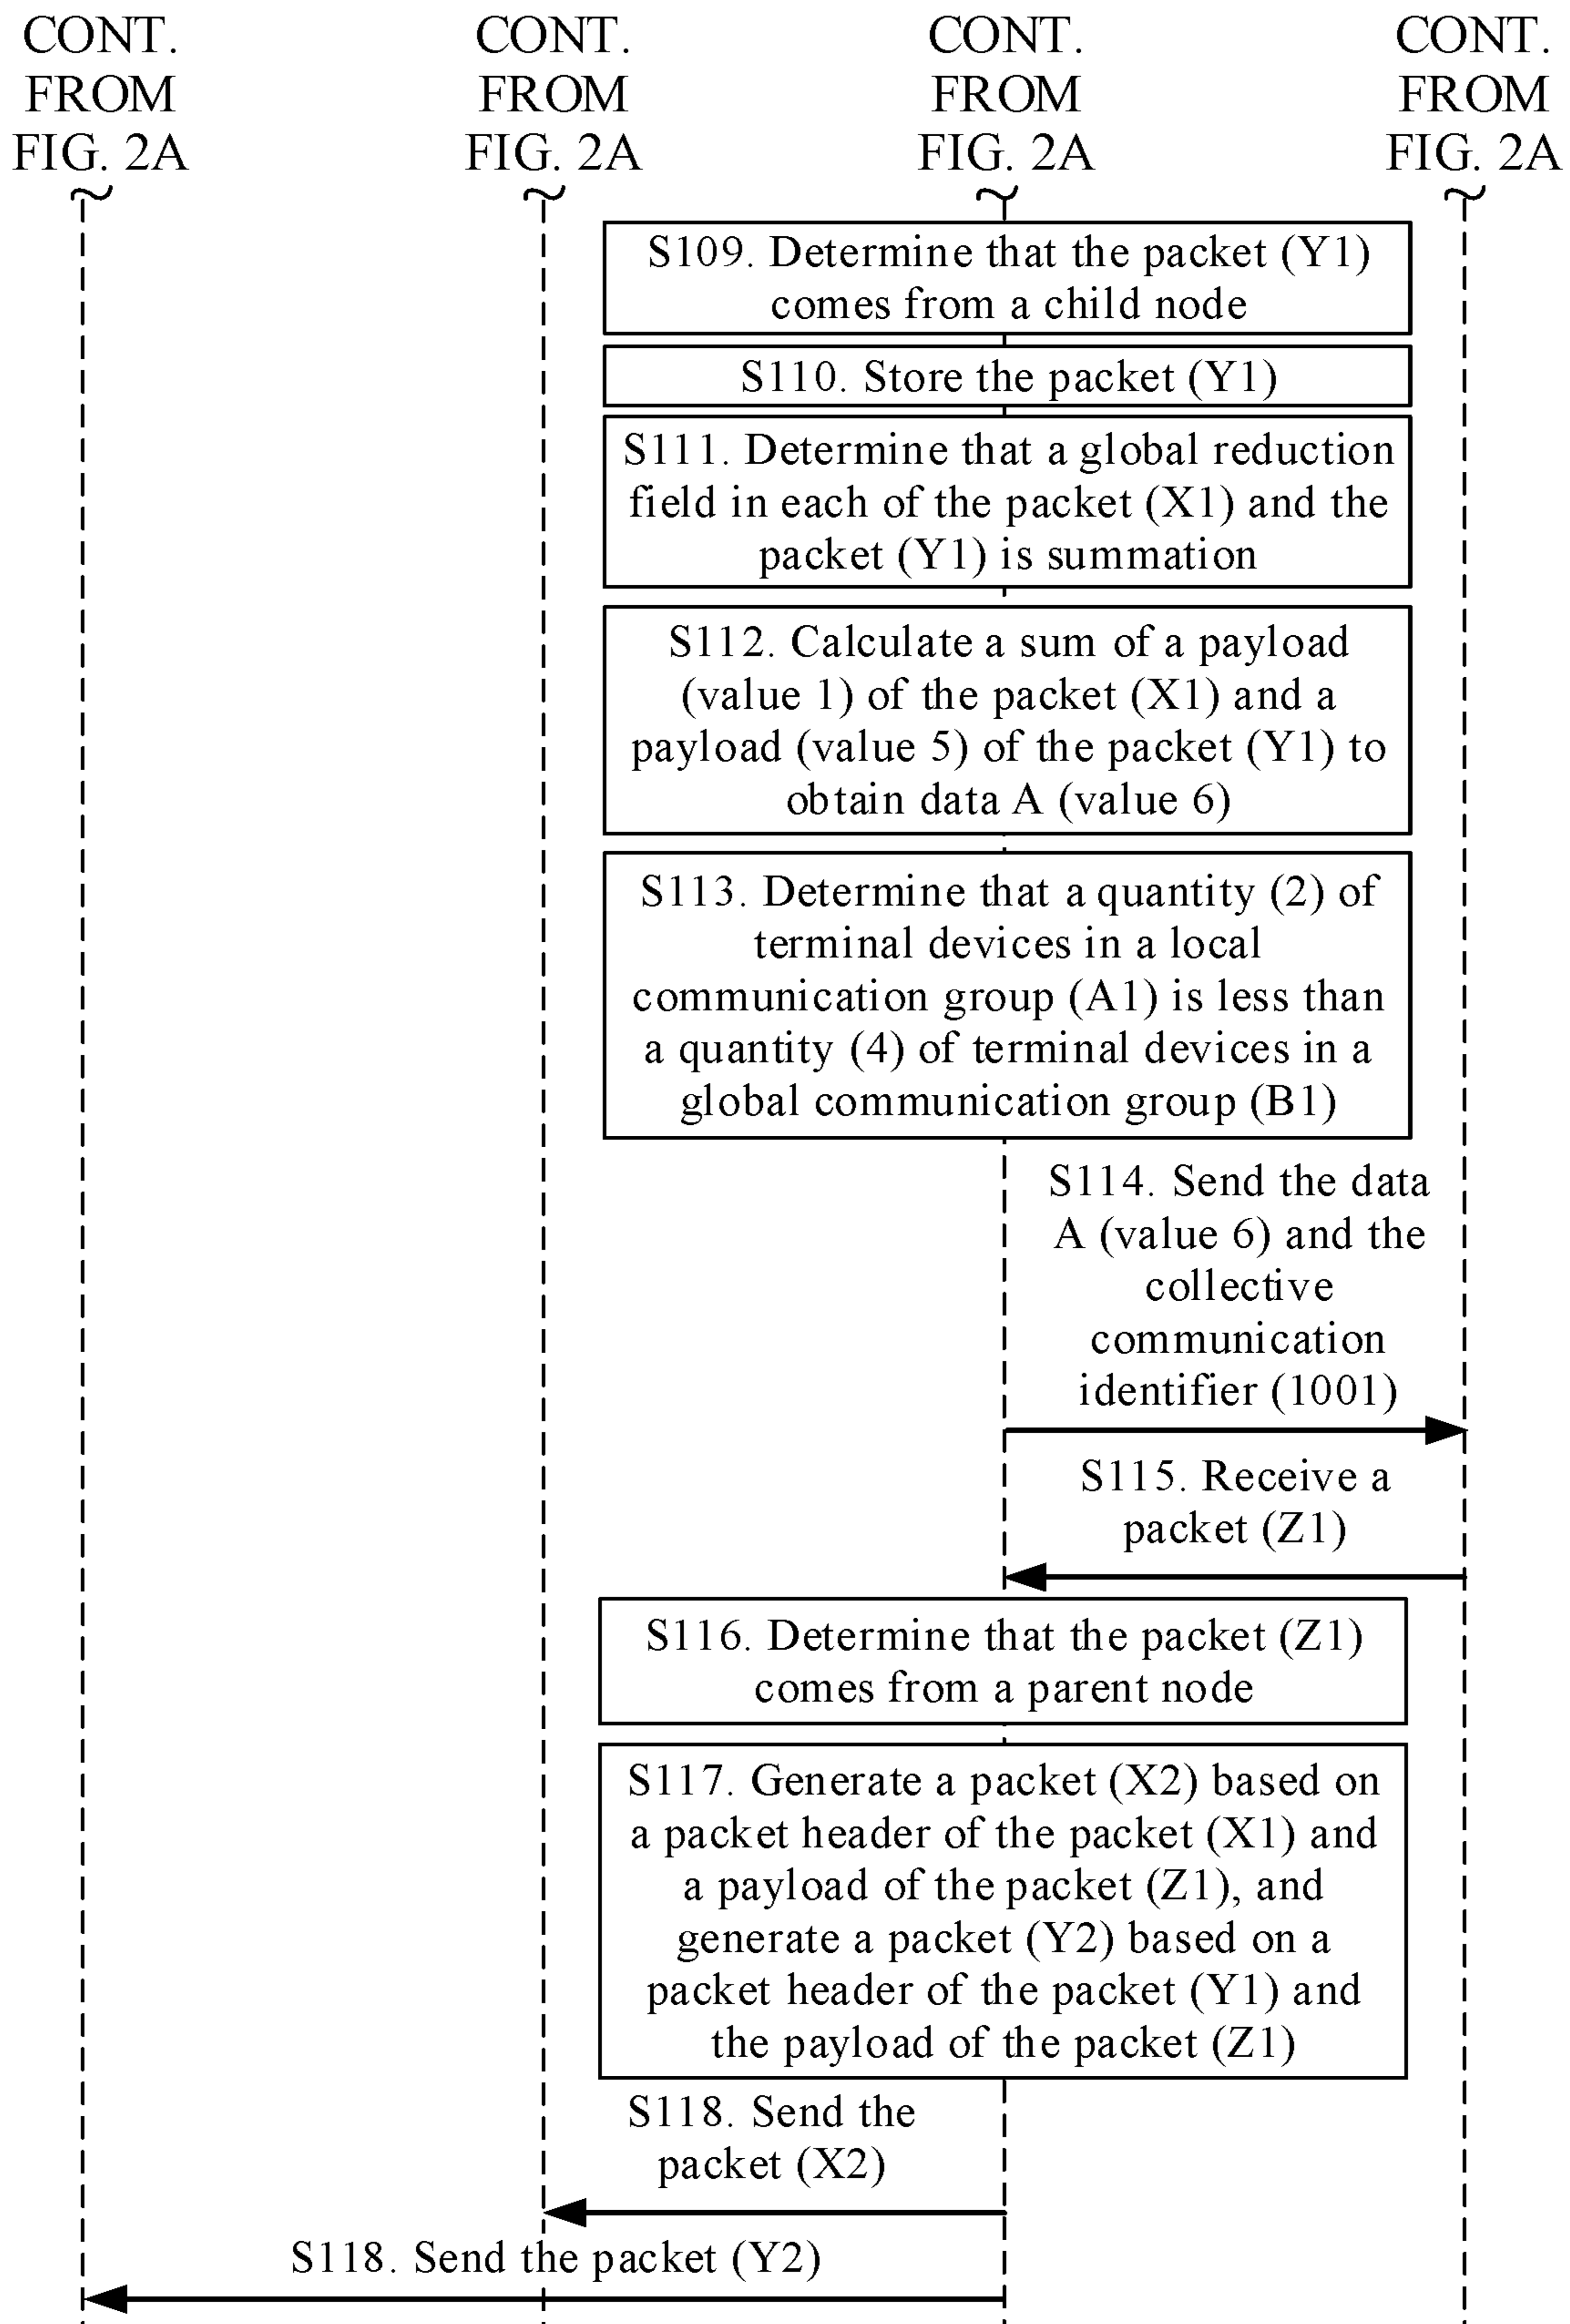 CONT.
FROM
FIG. 2A
CONT.
FROM
FIG. 2A
CONT.
FROM
FIG. 2A
CONT.
FROM
FIG. 2A
S109. Determine that the packet (Y1)
comes from a child node
S110. Store the packet (Y1)
S111. Determine that a global reduction
field in each of the packet (X1) and the
packet (Y1) is summation
S112. Calculate a sum of a payload
(value 1) of the packet (X1) and a
payload (value 5) of the packet (Y1) to
obtain data A (value 6)
S113. Determine that a quantity (2) of
terminal devices in a local
communication group (A1) is less than
a quantity (4) of terminal devices in a
global communication group (B1)
S114. Send the data
A (value 6) and the
collective
communication
identifier (1001)
S115. Receive a
packet (Z1)
S116. Determine that the packet (Z1)
comes from a parent node
S117. Generate a packet (X2) based on
a packet header of the packet (X1) and
a payload of the packet (Z1), and
generate a packet (Y2) based on a
packet header of the packet (Y1) and
the payload of the packet (Z1)
S118. Send the
packet (X2)
S118. Send the packet (Y2)